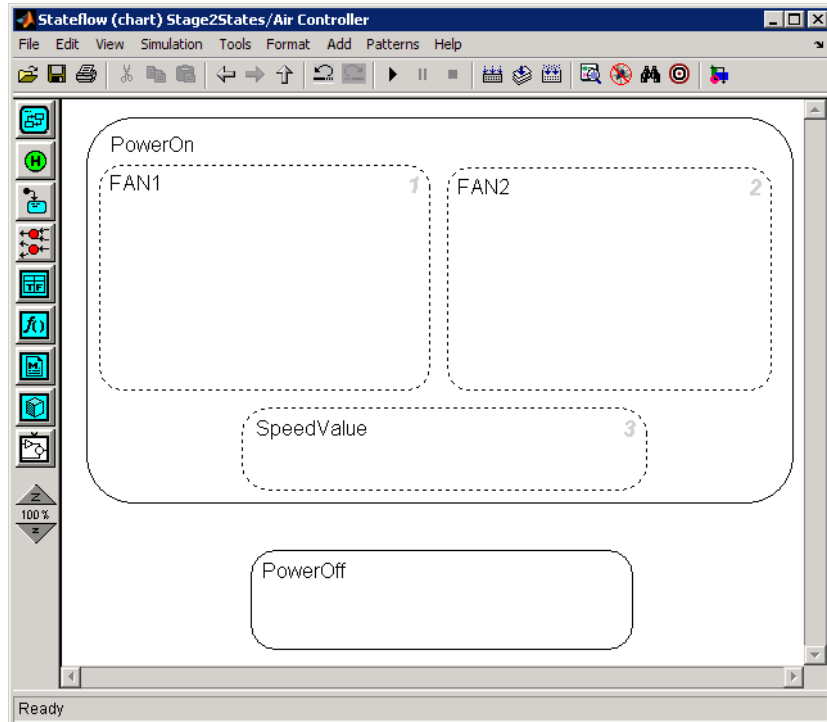 Stateflow (chart) Stage2States/Air Controller
File Edit View Simulation Tools Format Add Patterns Help
PowerOn
FAN1 1
FAN2 2
SpeedValue 3
PowerOff
H
TF
f()
M
Z
100 %
z
Ready